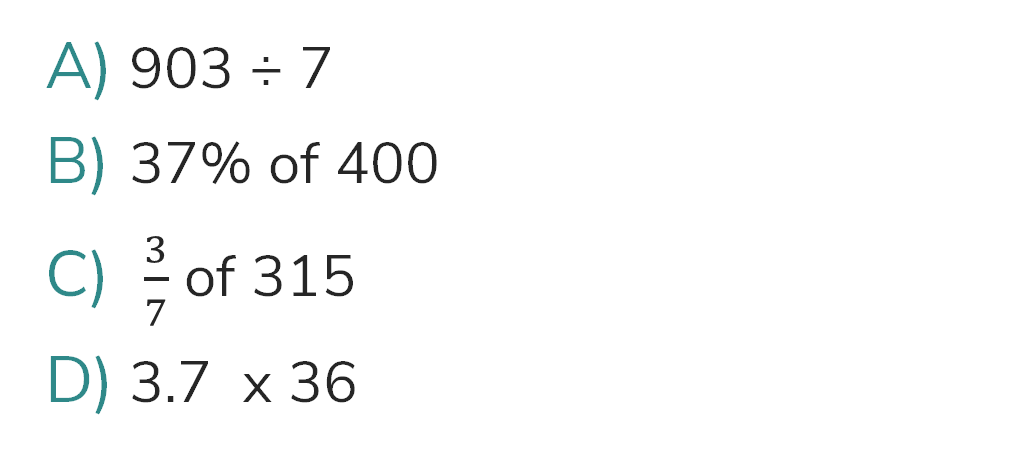 A) 903 ÷ 7
B) 37% of 400
C) 3/7 of 315
D) 3.7 x 36